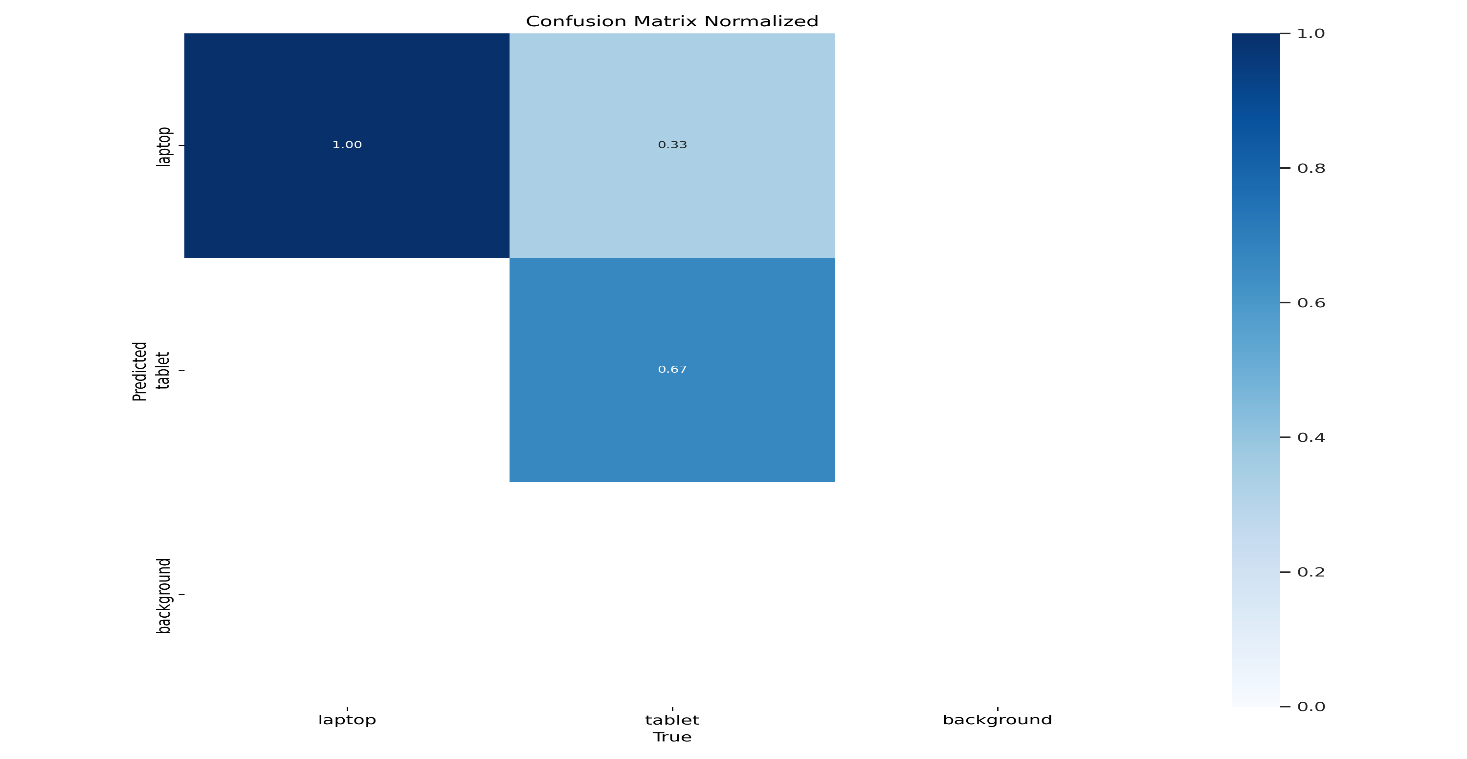 Confusion Matrix Normalized
Predicted
laptop
tablet
background
1.00
0.33
0.67
laptop
tablet
background
True
1.0
0.8
0.6
0.4
0.2
0.0